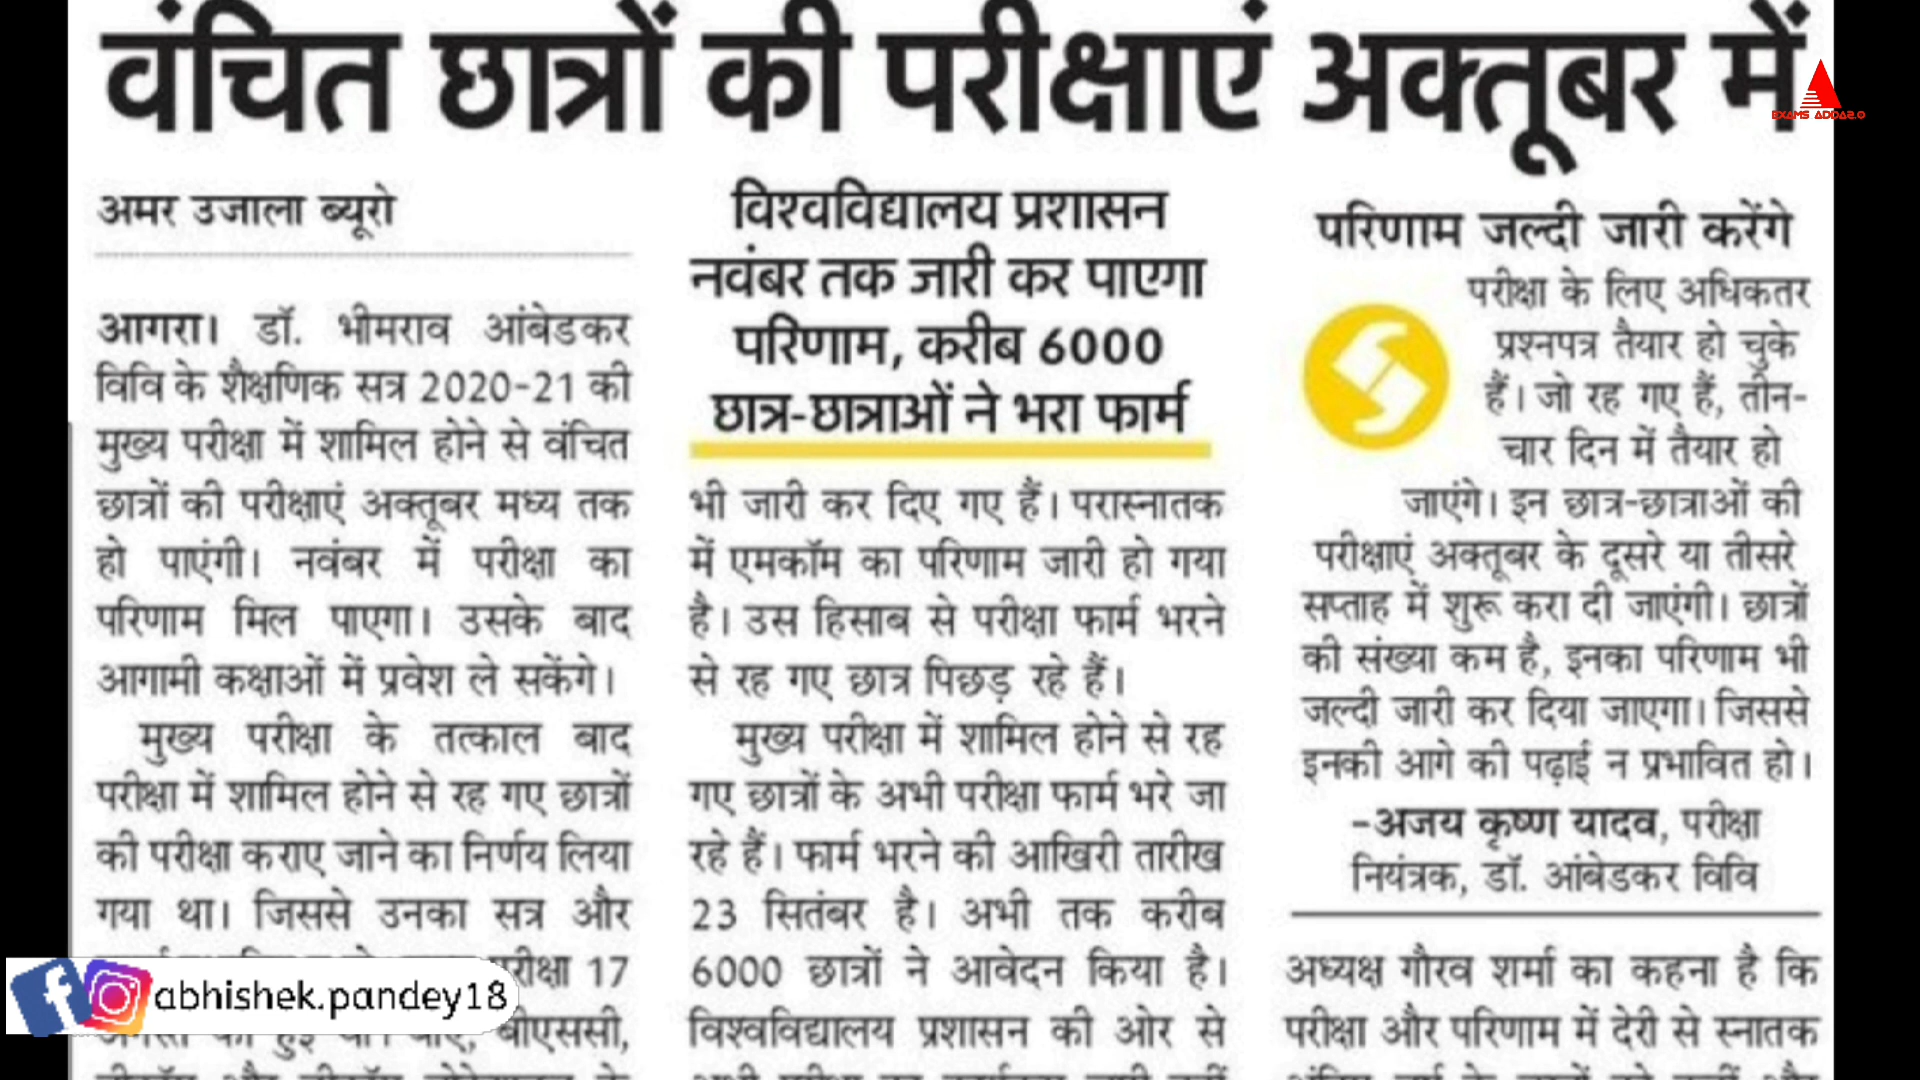 वंचित छात्रों की परीक्षाएं अक्तूबर में
EXAMS ADDA2.0
अमर उजाला ब्यूरो
आगरा। डॉ. भीमराव आंबेडकर
विवि के शैक्षणिक सत्र 2020-21 की
मुख्य परीक्षा में शामिल होने से वंचित
छात्रों की परीक्षाएं अक्तूबर मध्य तक
हो पाएंगी। नवंबर में परीक्षा का
परिणाम मिल पाएगा। उसके बाद
आगामी कक्षाओं में प्रवेश ले सकेंगे।
मुख्य परीक्षा के तत्काल बाद
परीक्षा में शामिल होने से रह गए छात्रों
की परीक्षा कराए जाने का निर्णय लिया
गया था। जिससे उनका सत्र और
परीक्षा 17
बीएससी,
abhishek.pandey18
विश्वविद्यालय प्रशासन
नवंबर तक जारी कर पाएगा
परिणाम, करीब 6000
छात्र-छात्राओं ने भरा फार्म
भी जारी कर दिए गए हैं। परास्नातक
में एमकॉम का परिणाम जारी हो गया
है। उस हिसाब से परीक्षा फार्म भरने
से रह गए छात्र पिछड़ रहे हैं।
मुख्य परीक्षा में शामिल होने से रह
गए छात्रों के अभी परीक्षा फार्म भरे जा
रहे हैं। फार्म भरने की आखिरी तारीख
23 सितंबर है। अभी तक करीब
6000 छात्रों ने आवेदन किया है।
विश्वविद्यालय प्रशासन की ओर से
परिणाम जल्दी जारी करेंगे
परीक्षा के लिए अधिकतर
प्रश्नपत्र तैयार हो चुके
हैं। जो रह गए हैं, तीन-
चार दिन में तैयार हो
जाएंगे। इन छात्र-छात्राओं की
परीक्षाएं अक्तूबर के दूसरे या तीसरे
सप्ताह में शुरू करा दी जाएंगी। छात्रों
की संख्या कम है, इनका परिणाम भी
जल्दी जारी कर दिया जाएगा। जिससे
इनकी आगे की पढ़ाई न प्रभावित हो।
-अजय कृष्ण यादव, परीक्षा
नियंत्रक, डॉ. आंबेडकर विवि
अध्यक्ष गौरव शर्मा का कहना है कि
परीक्षा और परिणाम में देरी से स्नातक